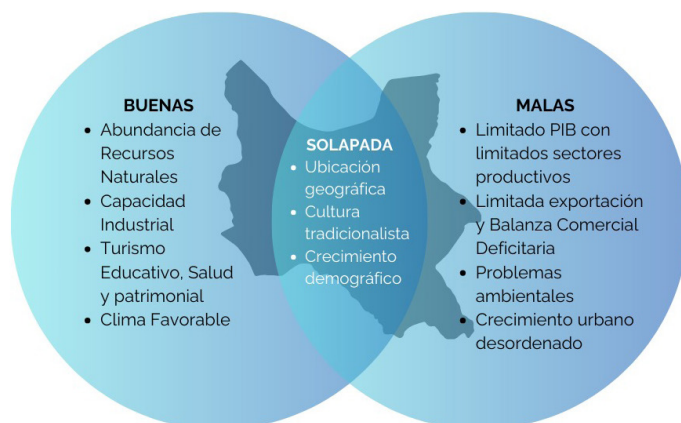 BUENAS
• Abundancia de
Recursos
Naturales
• Capacidad
Industrial
• Turismo
Educativo, Salud
y patrimonial
• Clima Favorable
SOLAPADA
• Ubicación
geográfica
• Cultura
tradicionalista
• Crecimiento
demográfico
MALAS
• Limitado PIB con
limitados sectores
productivos
• Limitada exportación
y Balanza Comercial
Deficitaria
• Problemas
ambientales
• Crecimiento urbano
desordenado